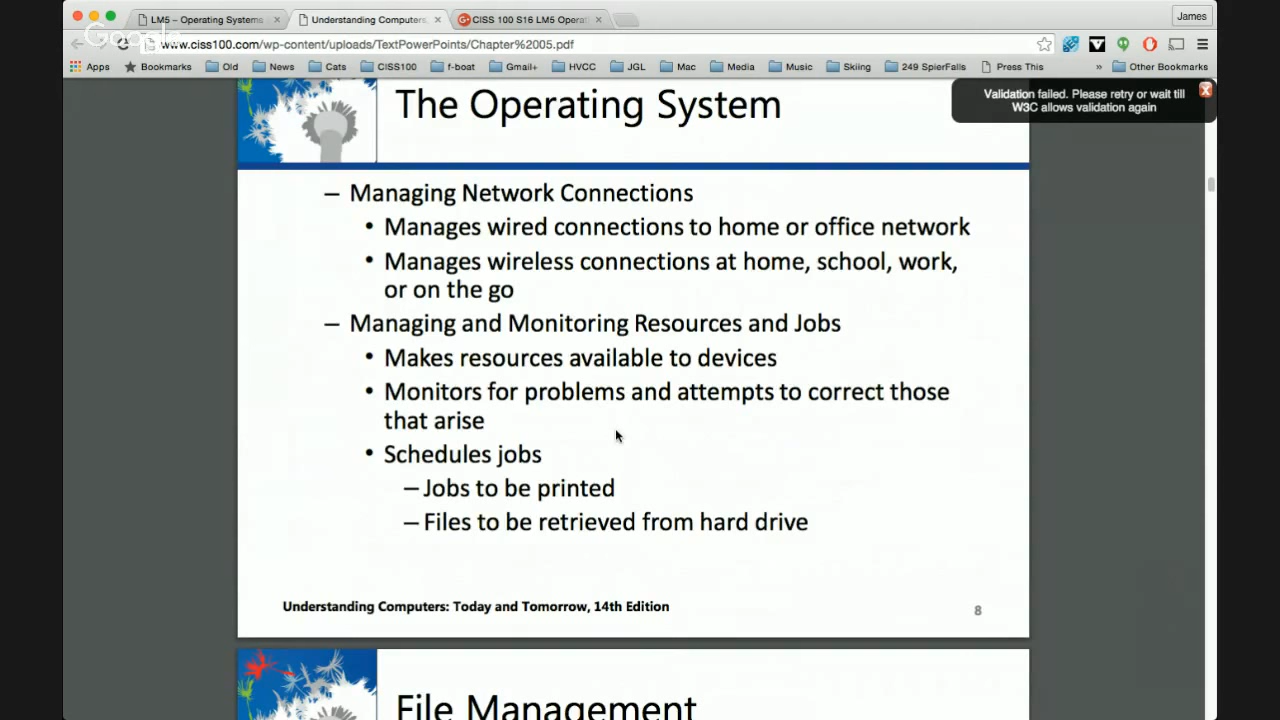 LM5 – Operating Systems
Understanding Computers,
CISS 100 S16 LM5 Opera
James
Google
www.ciss100.com/wp-content/uploads/TextPowerPoints/Chapter%2005.pdf
Apps Bookmarks Old News Cats CISS100 f-boat Gmail+ HVCC JGL Mac Media Music Skiing 249 SpierFalls Press This » Other Bookmarks
Validation failed. Please retry or wait till
W3C allows validation again
The Operating System
– Managing Network Connections
• Manages wired connections to home or office network
• Manages wireless connections at home, school, work,
or on the go
– Managing and Monitoring Resources and Jobs
• Makes resources available to devices
• Monitors for problems and attempts to correct those
that arise
• Schedules jobs
– Jobs to be printed
– Files to be retrieved from hard drive
Understanding Computers: Today and Tomorrow, 14th Edition
8
File Management